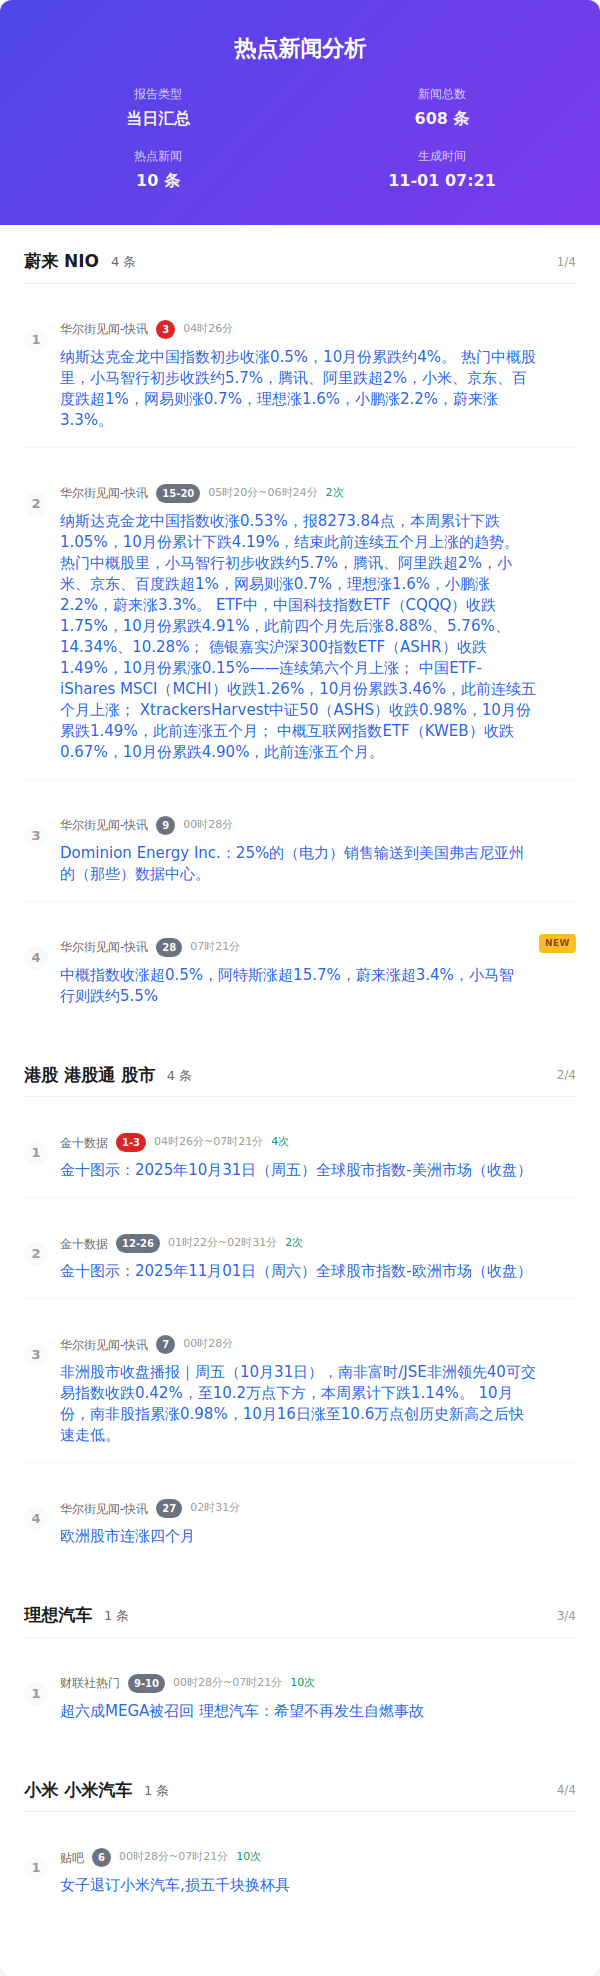 热点新闻分析
报告类型
新闻总数
当日汇总
608 条
热点新闻
生成时间
10 条
11-01 07:21
蔚来 NIO 4 条 1/4
1
华尔街见闻-快讯 3 04时26分
纳斯达克金龙中国指数初步收涨0.5%，10月份累跌约4%。 热门中概股
里，小马智行初步收跌约5.7%，腾讯、阿里跌超2%，小米、京东、百
度跌超1%，网易则涨0.7%，理想涨1.6%，小鹏涨2.2%，蔚来涨
3.3%。
2
华尔街见闻-快讯 15-20 05时20分~06时24分 2次
纳斯达克金龙中国指数收涨0.53%，报8273.84点，本周累计下跌
1.05%，10月份累计下跌4.19%，结束此前连续五个月上涨的趋势。
热门中概股里，小马智行初步收跌约5.7%，腾讯、阿里跌超2%，小
米、京东、百度跌超1%，网易则涨0.7%，理想涨1.6%，小鹏涨
2.2%，蔚来涨3.3%。 ETF中，中国科技指数ETF（CQQQ）收跌
1.75%，10月份累跌4.91%，此前四个月先后涨8.88%、5.76%、
14.34%、10.28%； 德银嘉实沪深300指数ETF（ASHR）收跌
1.49%，10月份累涨0.15%——连续第六个月上涨； 中国ETF-
iShares MSCI（MCHI）收跌1.26%，10月份累跌3.46%，此前连续五
个月上涨； XtrackersHarvest中证50（ASHS）收跌0.98%，10月份
累跌1.49%，此前连涨五个月； 中概互联网指数ETF（KWEB）收跌
0.67%，10月份累跌4.90%，此前连涨五个月。
3
华尔街见闻-快讯 9 00时28分
Dominion Energy Inc.：25%的（电力）销售输送到美国弗吉尼亚州
的（那些）数据中心。
4
华尔街见闻-快讯 28 07时21分 NEW
中概指数收涨超0.5%，阿特斯涨超15.7%，蔚来涨超3.4%，小马智
行则跌约5.5%
港股 港股通 股市 4 条 2/4
1
金十数据 1-3 04时26分~07时21分 4次
金十图示：2025年10月31日（周五）全球股市指数-美洲市场（收盘）
2
金十数据 12-26 01时22分~02时31分 2次
金十图示：2025年11月01日（周六）全球股市指数-欧洲市场（收盘）
3
华尔街见闻-快讯 7 00时28分
非洲股市收盘播报｜周五（10月31日），南非富时/JSE非洲领先40可交
易指数收跌0.42%，至10.2万点下方，本周累计下跌1.14%。 10月
份，南非股指累涨0.98%，10月16日涨至10.6万点创历史新高之后快
速走低。
4
华尔街见闻-快讯 27 02时31分
欧洲股市连涨四个月
理想汽车 1 条 3/4
1
财联社热门 9-10 00时28分~07时21分 10次
超六成MEGA被召回 理想汽车：希望不再发生自燃事故
小米 小米汽车 1 条 4/4
1
贴吧 6 00时28分~07时21分 10次
女子退订小米汽车,损五千块换杯具